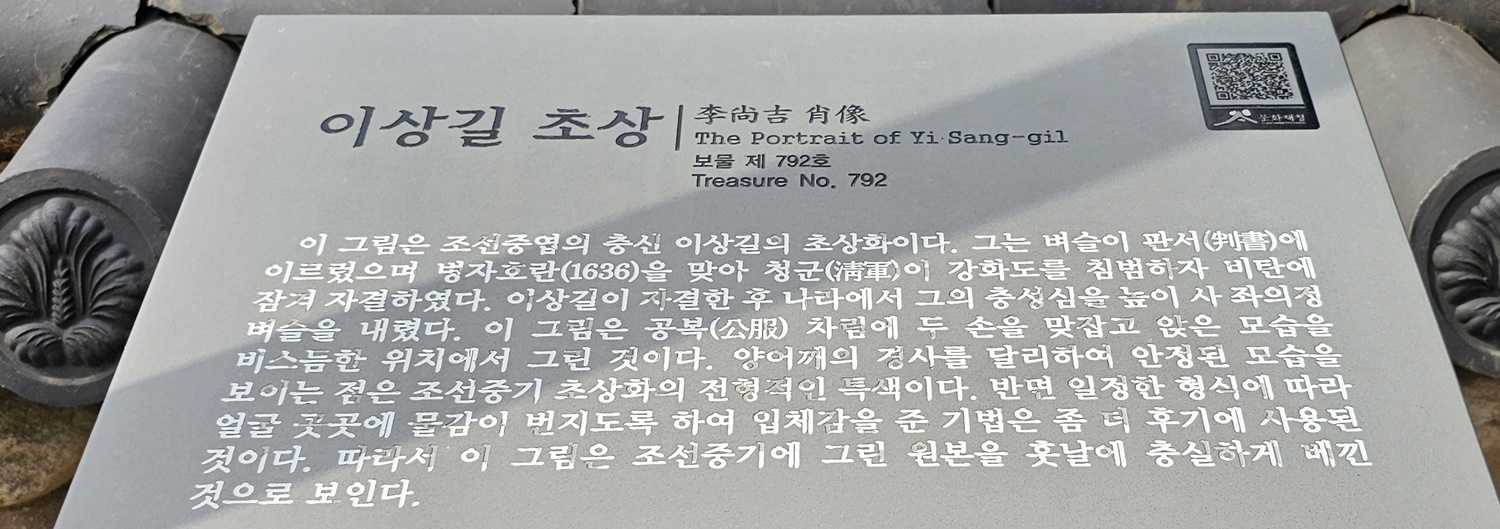 이상길 초상
李尙吉 肖像
The Portrait of Yi Sang-gil
보물 제 792호
Treasure No. 792
문화재청
이 그림은 조선중엽의 충신 이상길의 초상화이다. 그는 벼슬이 판서(判書)에
이르렀으며 병자호란(1636)을 맞아 청군(淸軍)이 강화도를 침범하자 비탄에
잠겨 자결하였다. 이상길이 자결한 후 나라에서 그의 충성심을 높이 사 좌의정
벼슬을 내렸다. 이 그림은 공복(公服) 차림에 두 손을 맞잡고 앉은 모습을
비스듬한 위치에서 그린 것이다. 양어깨의 경사를 달리하여 안정된 모습을
보이는 점은 조선중기 초상화의 전형적인 특색이다. 반면 일정한 형식에 따라
얼굴 곳곳에 물감이 번지도록 하여 입체감을 준 기법은 좀 더 후기에 사용된
것이다. 따라서 이 그림은 조선중기에 그린 원본을 훗날에 충실하게 베낀
것으로 보인다.